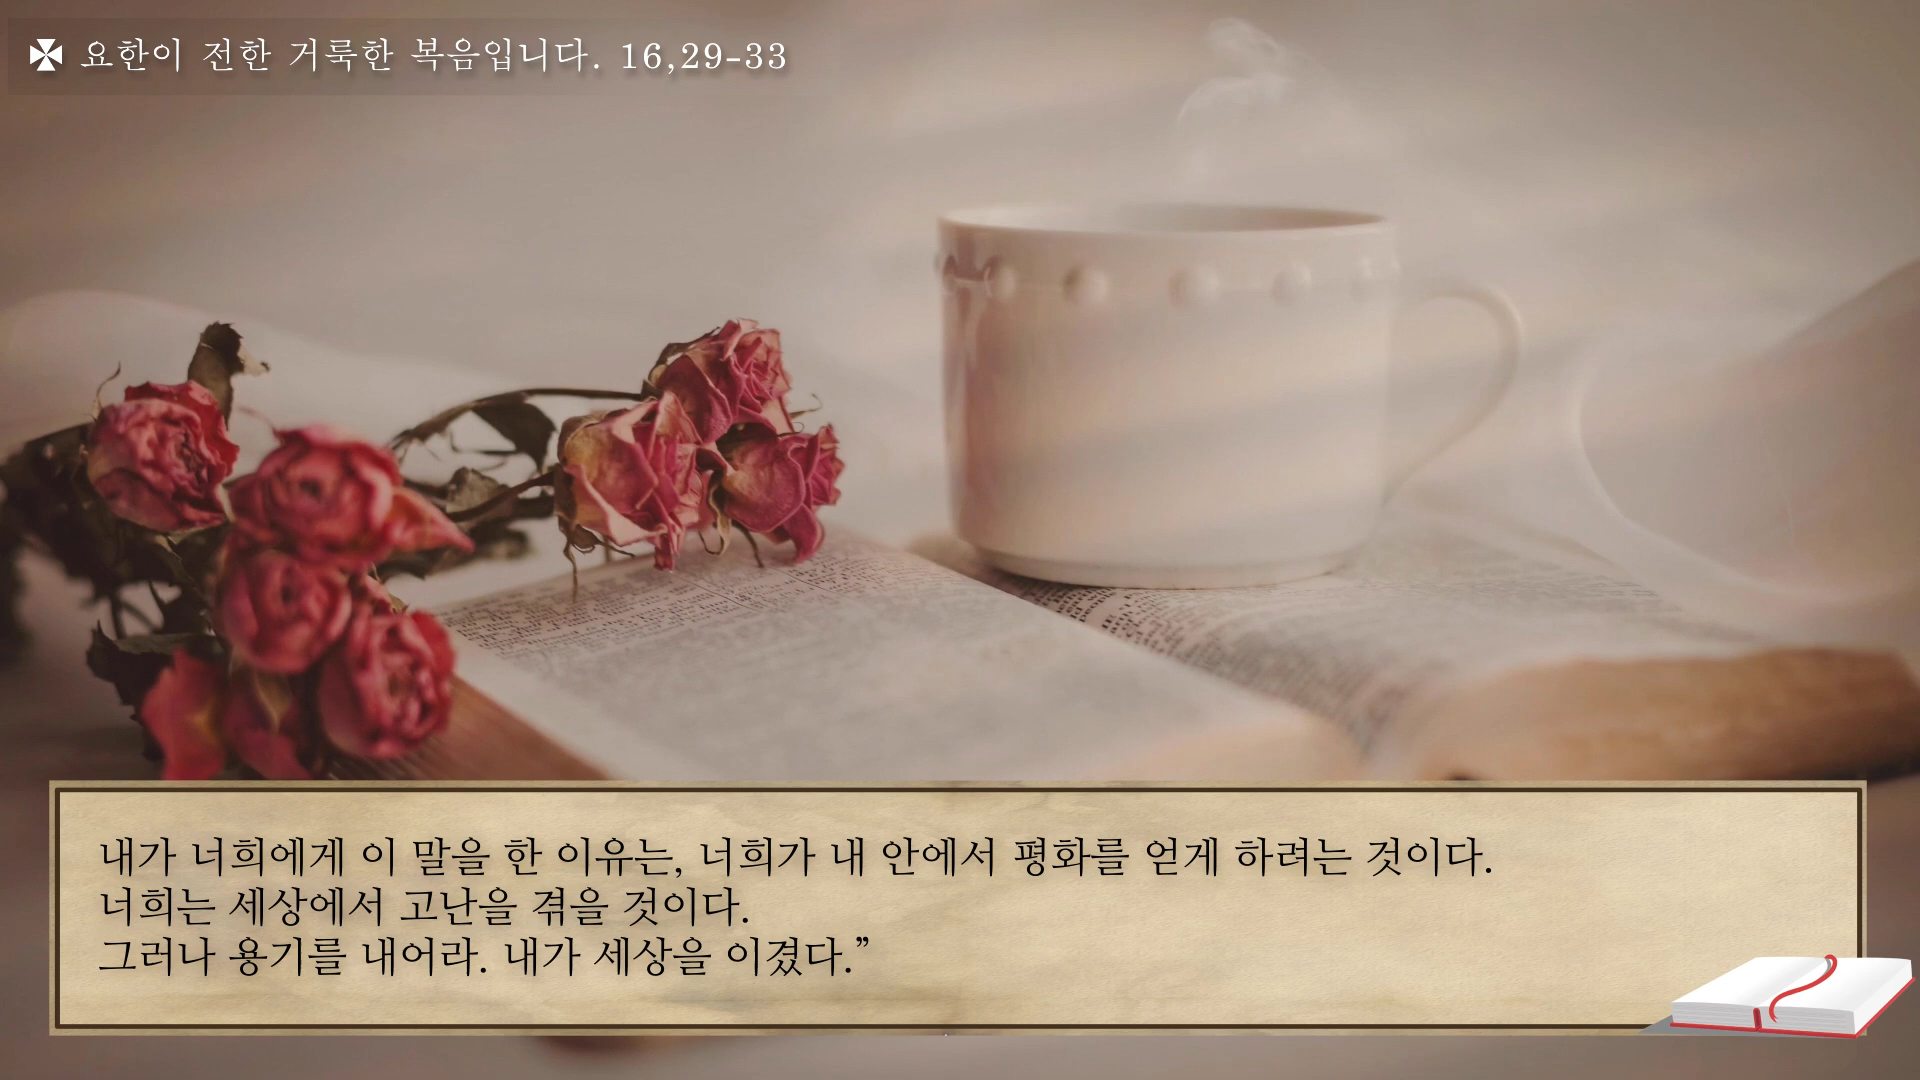 ✠ 요한이 전한 거룩한 복음입니다. 16,29-33
내가 너희에게 이 말을 한 이유는, 너희가 내 안에서 평화를 얻게 하려는 것이다.
너희는 세상에서 고난을 겪을 것이다.
그러나 용기를 내어라. 내가 세상을 이겼다.”